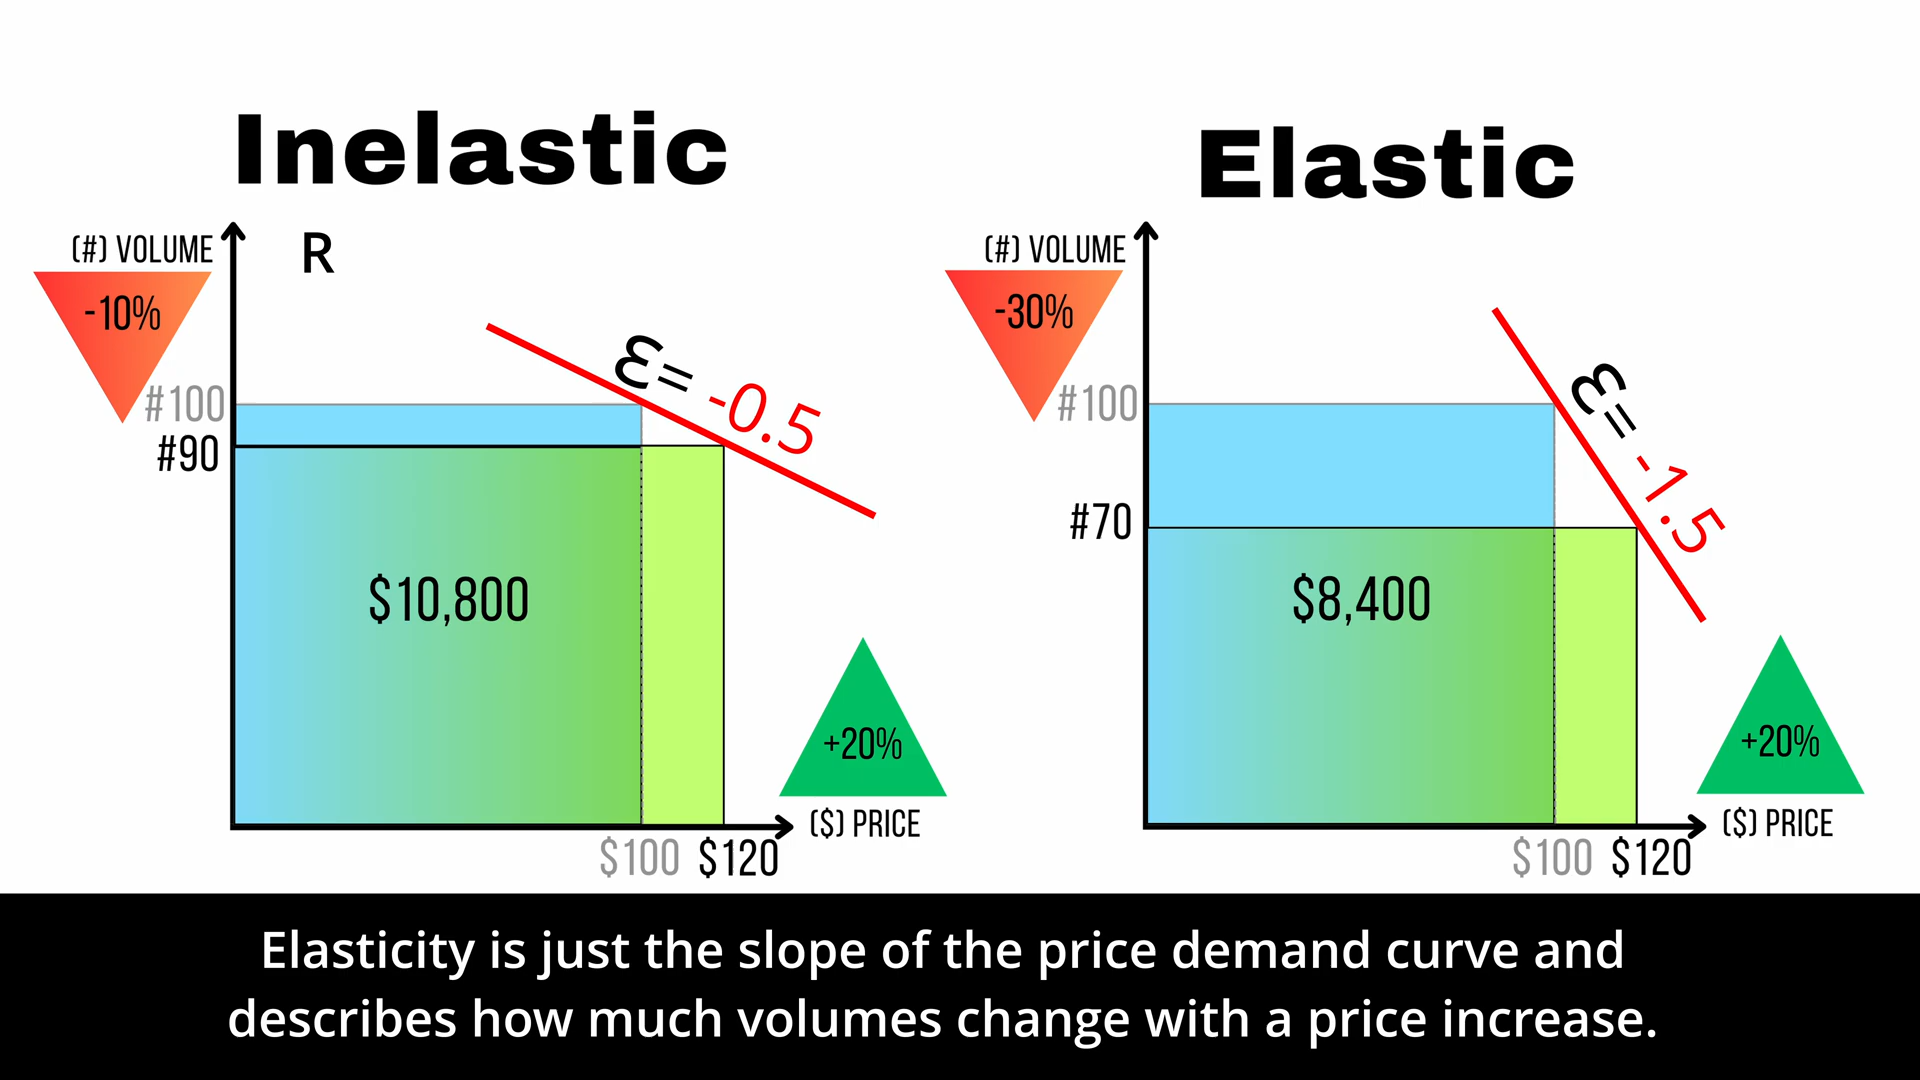 Inelastic
Elastic
(#) VOLUME
R
-10%
ε= -0.5
#100
#90
$10,800
+20%
($) PRICE
$100 $120
(#) VOLUME
-30%
ε= -1.5
#100
#70
$8,400
+20%
($) PRICE
$100 $120
Elasticity is just the slope of the price demand curve and
describes how much volumes change with a price increase.